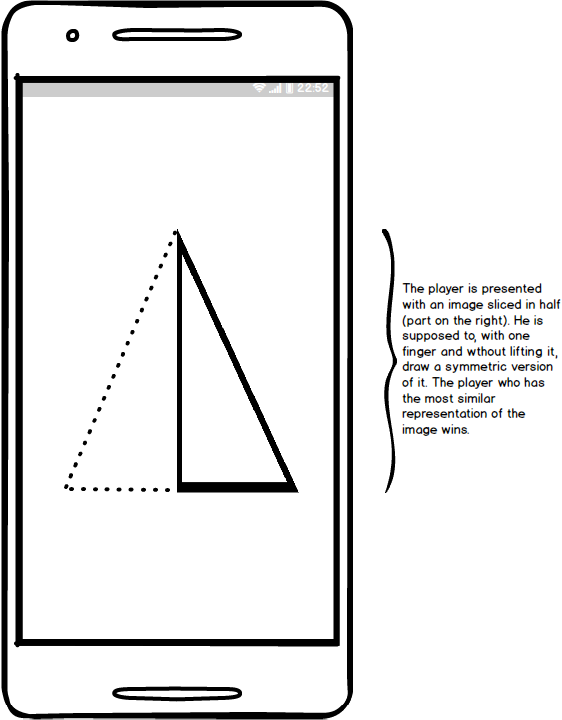 22:52
The player is presented
with an image sliced in half
(part on the right). He is
supposed to, with one
finger and wthout lifting it,
draw a symmetric version
of it. The player who has
the most similar
representation of the
image wins.